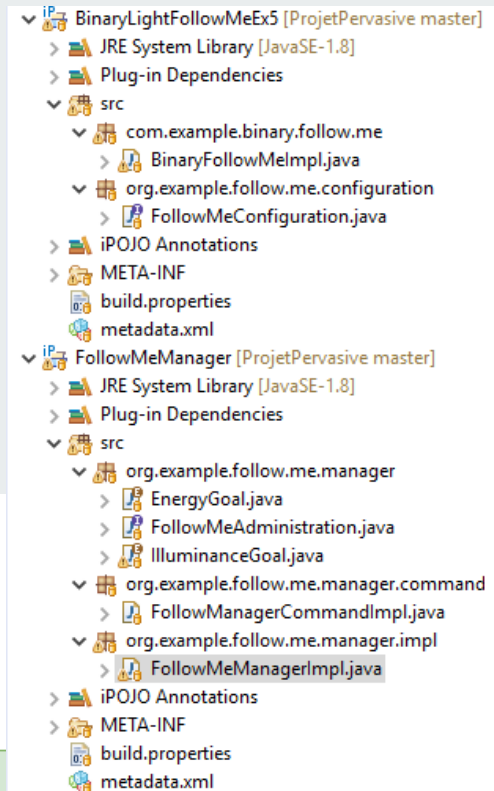 BinaryLightFollowMeEx5 [ProjetPervasive master]
JRE System Library [JavaSE-1.8]
Plug-in Dependencies
src
com.example.binary.follow.me
BinaryFollowMeImpl.java
org.example.follow.me.configuration
FollowMeConfiguration.java
iPOJO Annotations
META-INF
build.properties
metadata.xml
FollowMeManager [ProjetPervasive master]
JRE System Library [JavaSE-1.8]
Plug-in Dependencies
src
org.example.follow.me.manager
EnergyGoal.java
FollowMeAdministration.java
IlluminanceGoal.java
org.example.follow.me.manager.command
FollowManagerCommandImpl.java
org.example.follow.me.manager.impl
FollowMeManagerImpl.java
iPOJO Annotations
META-INF
build.properties
metadata.xml